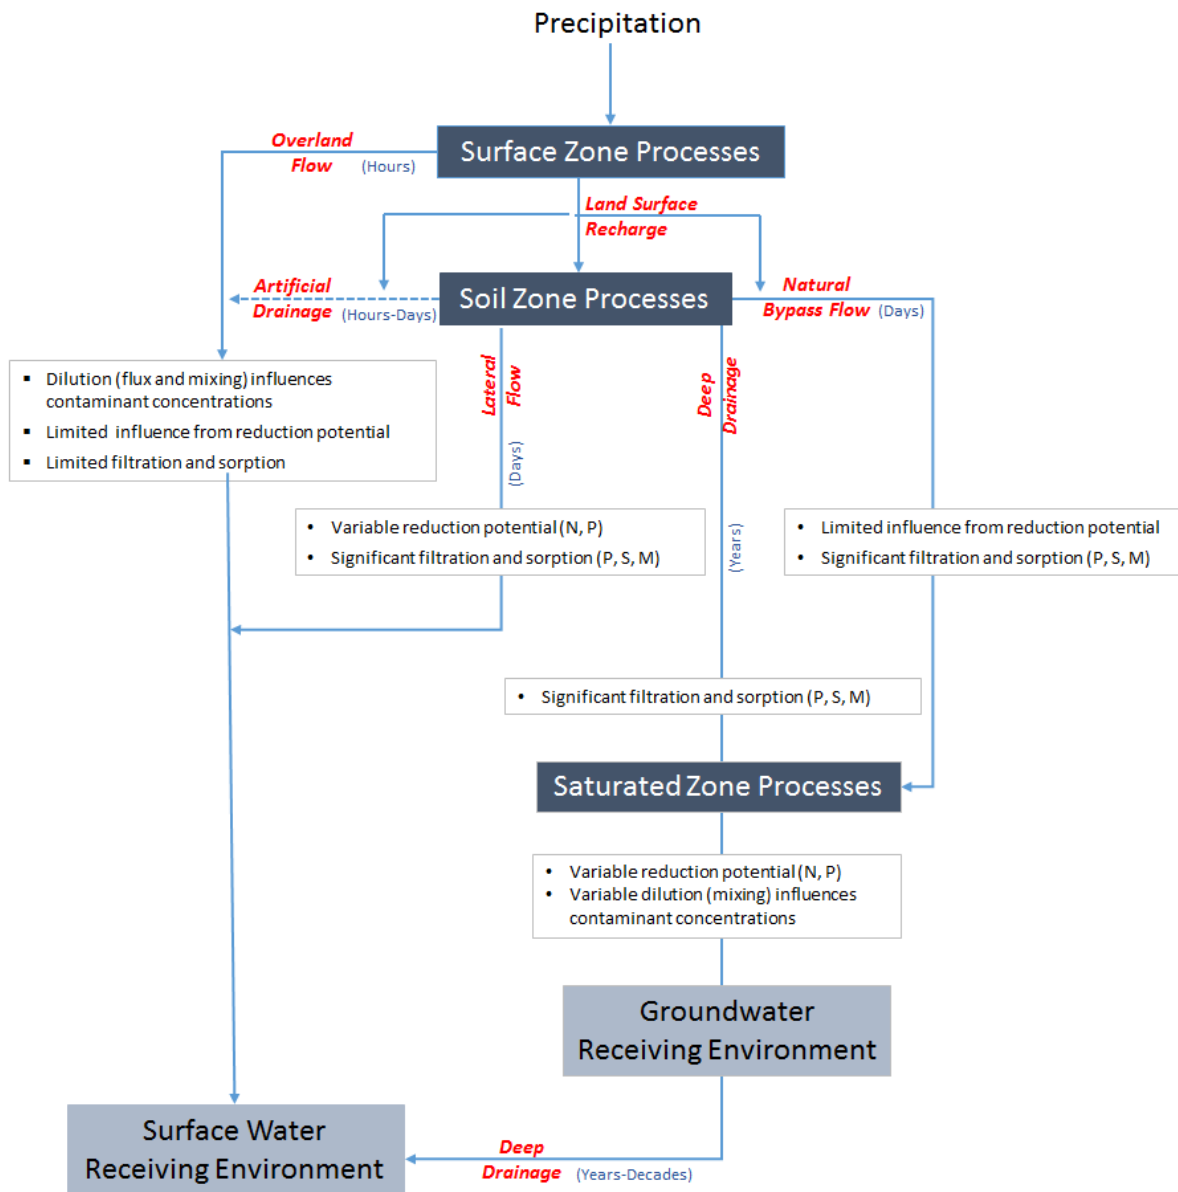 Precipitation
Overland
Flow (Hours)
Surface Zone Processes
Land Surface
Recharge
Artificial
Drainage (Hours-Days)
Soil Zone Processes
Natural
Bypass Flow (Days)
▪ Dilution (flux and mixing) influences
contaminant concentrations
▪ Limited influence from reduction potential
▪ Limited filtration and sorption
Lateral
Flow
(Days)
Deep
Drainage
(Years)
• Variable reduction potential (N, P)
• Significant filtration and sorption (P, S, M)
• Limited influence from reduction potential
• Significant filtration and sorption (P, S, M)
• Significant filtration and sorption (P, S, M)
Saturated Zone Processes
• Variable reduction potential (N, P)
• Variable dilution (mixing) influences
contaminant concentrations
Groundwater
Receiving Environment
Surface Water
Receiving Environment
Deep
Drainage (Years-Decades)